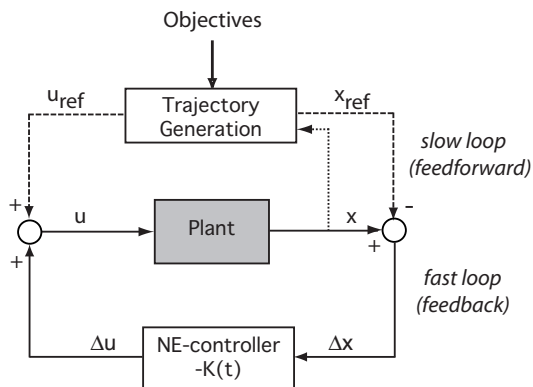 Objectives
u_ref
x_ref
Trajectory
Generation
slow loop
(feedforward)
+
u
Plant
x
-
+
+
fast loop
(feedback)
Δu
NE-controller
-K(t)
Δx